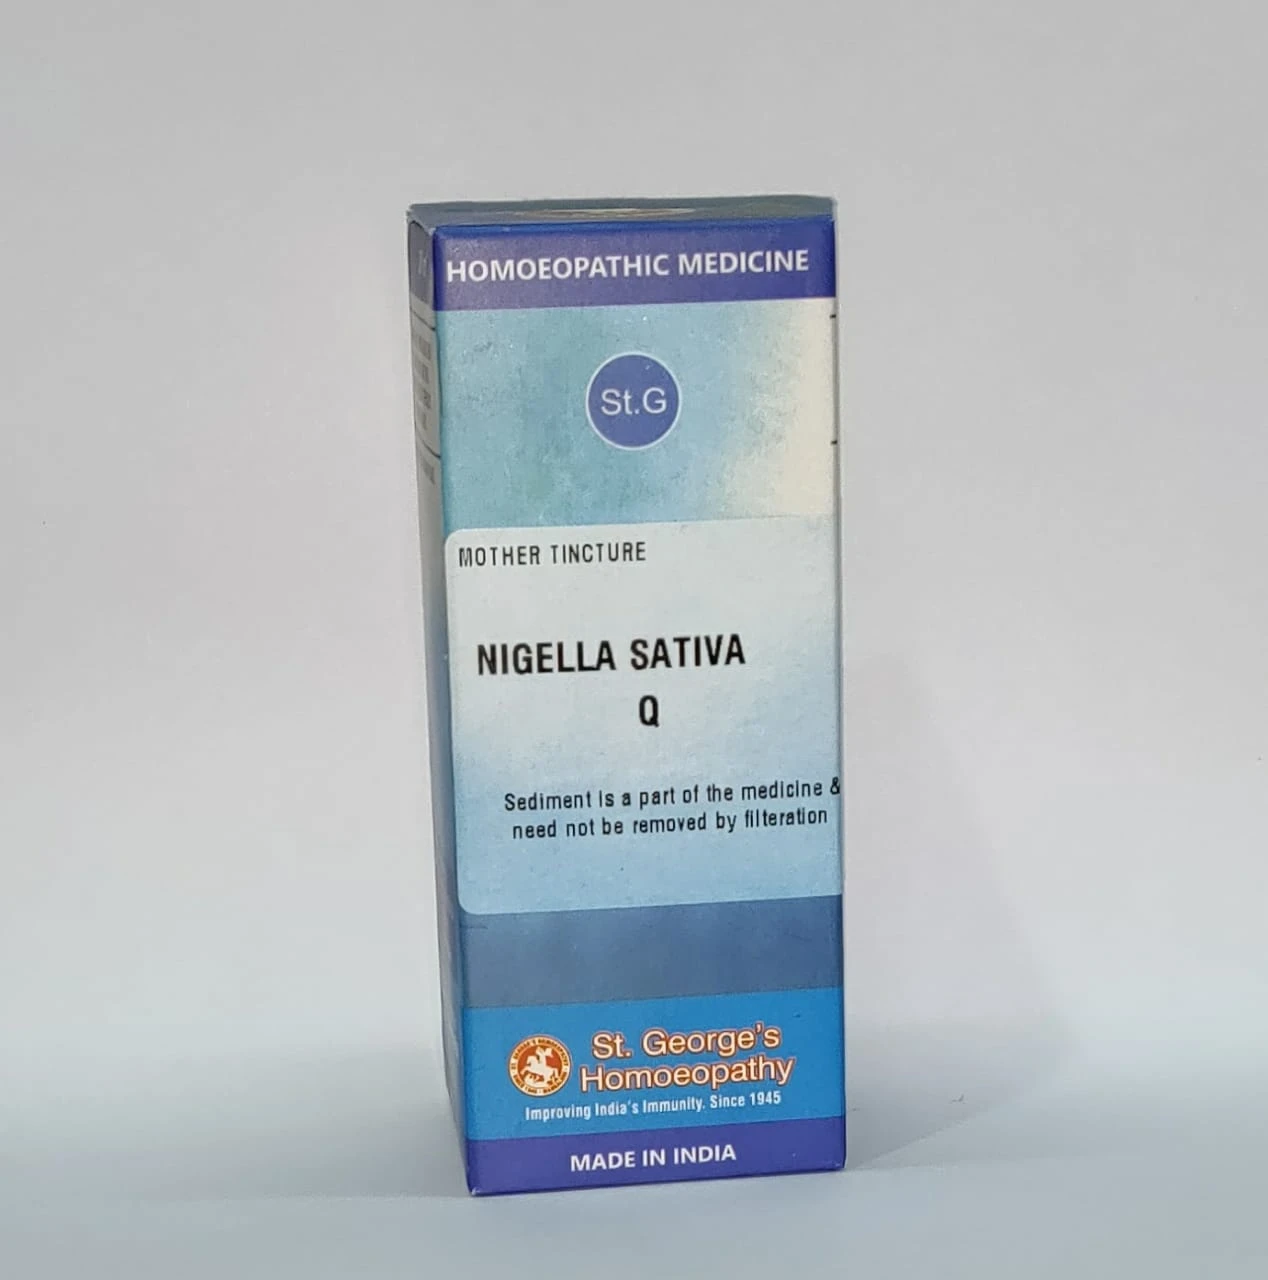 HOMOEOPATHIC MEDICINE
St.G
MOTHER TINCTURE
NIGELLA SATIVA
Q
Sediment is a part of the medicine &
need not be removed by filteration
St. George's
Homoeopathy
Improving India's Immunity. Since 1945
MADE IN INDIA